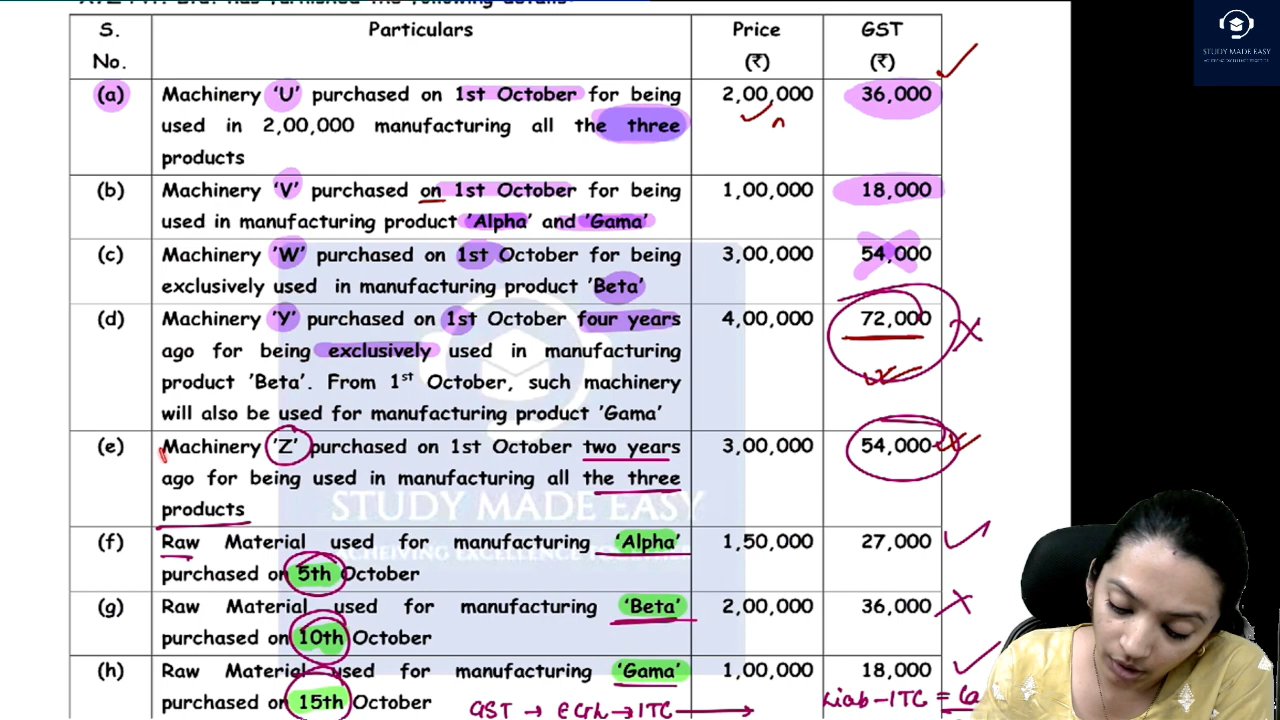 S. No. Particulars Price (₹) GST (₹)
STUDY MADE EASY
(a) Machinery 'U' purchased on 1st October for being 2,00,000 36,000
used in 2,00,000 manufacturing all the three
products
(b) Machinery 'V' purchased on 1st October for being 1,00,000 18,000
used in manufacturing product 'Alpha' and 'Gama'
(c) Machinery 'W' purchased on 1st October for being 3,00,000 54,000
exclusively used in manufacturing product 'Beta'
(d) Machinery 'Y' purchased on 1st October four years 4,00,000 72,000
ago for being exclusively used in manufacturing
product 'Beta'. From 1st October, such machinery
will also be used for manufacturing product 'Gama'
(e) Machinery 'Z' purchased on 1st October two years 3,00,000 54,000
ago for being used in manufacturing all the three
products
STUDY MADE EASY
(f) Raw Material used for manufacturing 'Alpha' 1,50,000 27,000
purchased on 5th October
(g) Raw Material used for manufacturing 'Beta' 2,00,000 36,000
purchased on 10th October
(h) Raw Material used for manufacturing 'Gama' 1,00,000 18,000
purchased on 15th October
GST → → ITC → Liab-ITC =